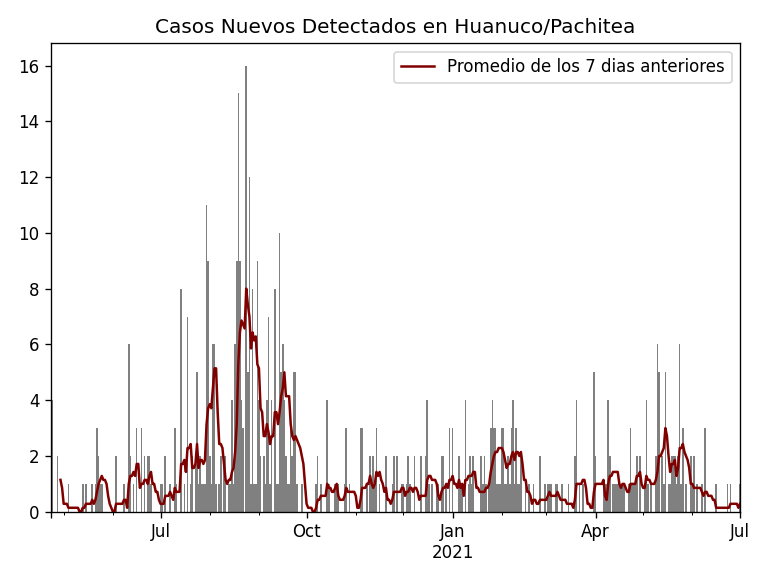 Casos Nuevos Detectados en Huanuco/Pachitea
Promedio de los 7 dias anteriores
16
14
12
10
8
6
4
2
0
Jul
Oct
Jan
2021
Apr
Jul